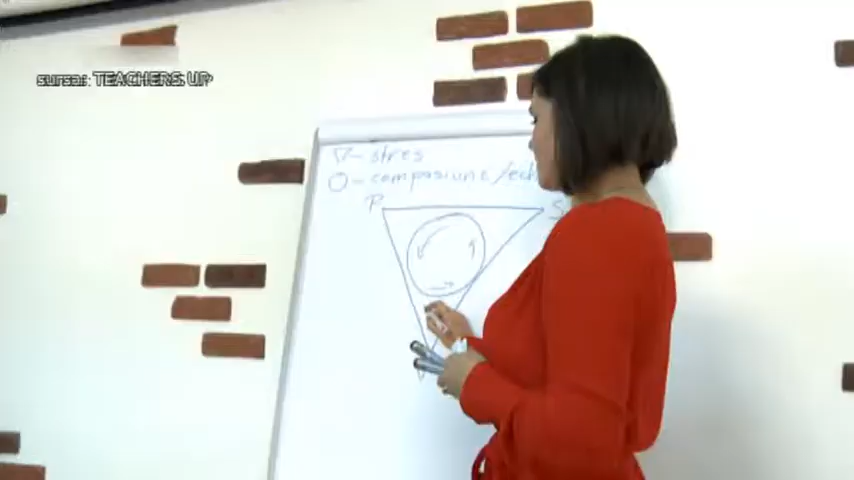 sursa: TEACHERS UP
▽ - stres
O - compasiune/ech
P S
V